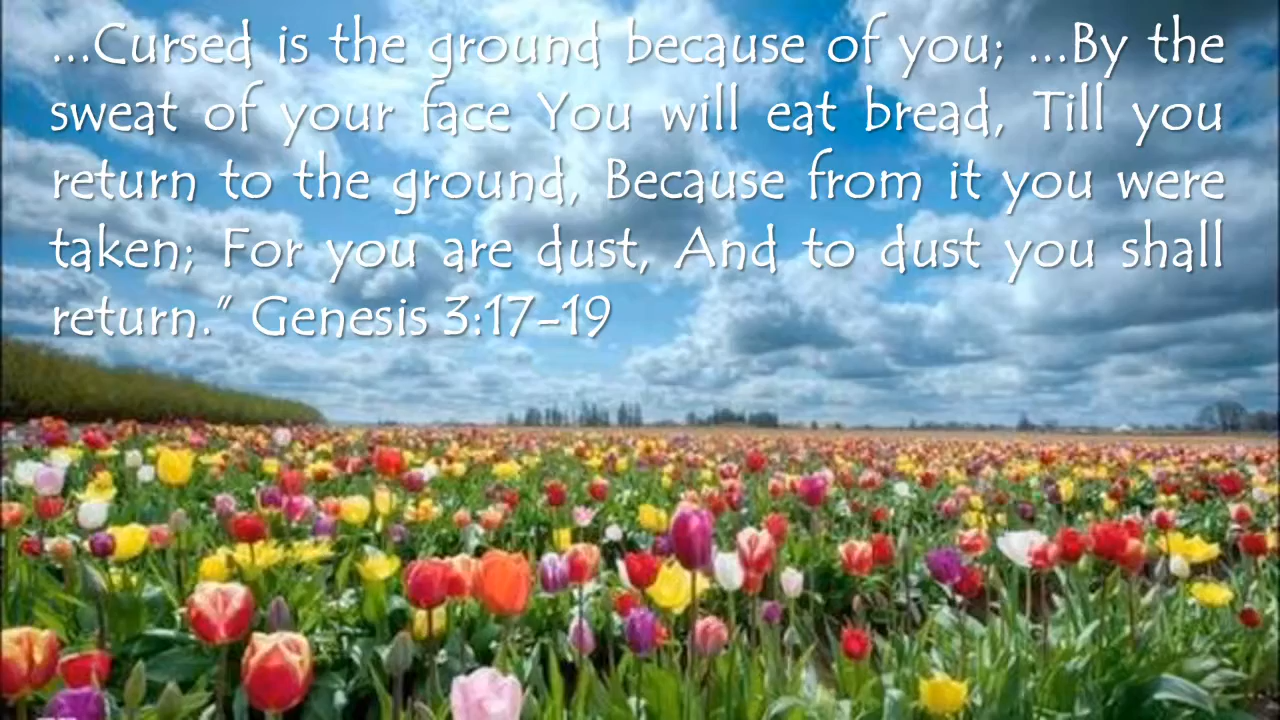 ...Cursed is the ground because of you; ...By the
sweat of your face You will eat bread, Till you
return to the ground, Because from it you were
taken; For you are dust, And to dust you shall
return.” Genesis 3:17-19